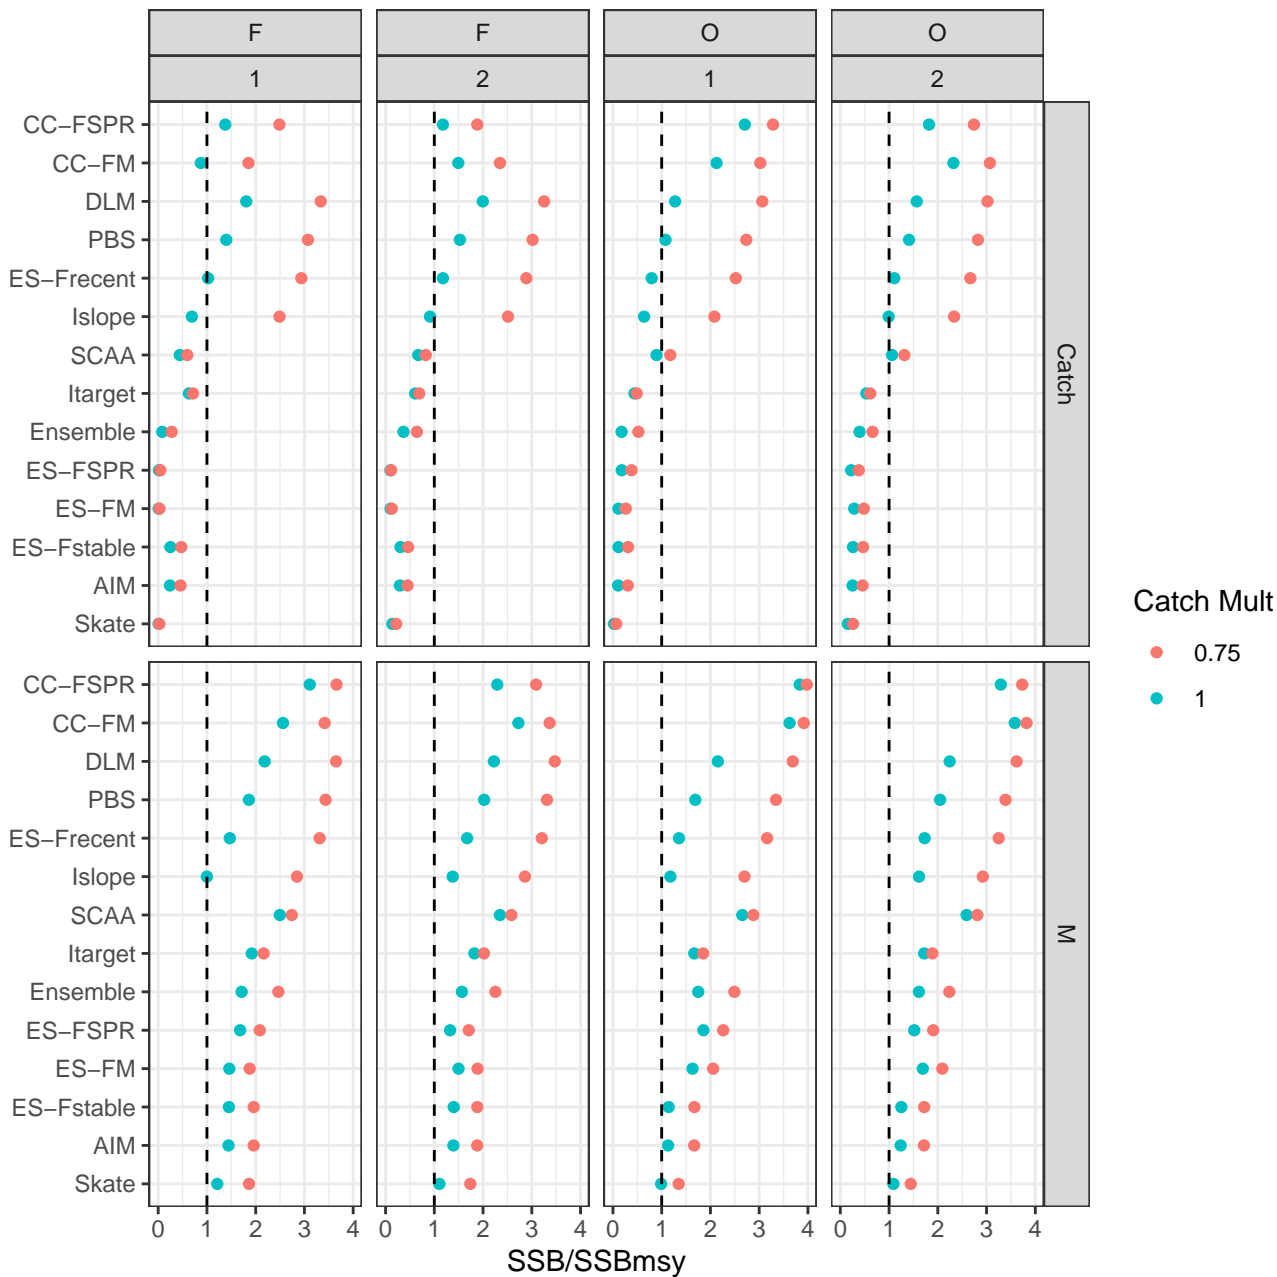 F F O O
1 2 1 2
CC−FSPR
CC−FM
DLM
PBS
ES−Frecent
Islope
SCAA
Itarget
Ensemble
ES−FSPR
ES−FM
ES−Fstable
AIM
Skate
Catch
CC−FSPR
CC−FM
DLM
PBS
ES−Frecent
Islope
SCAA
Itarget
Ensemble
ES−FSPR
ES−FM
ES−Fstable
AIM
Skate
M
0 1 2 3 4 0 1 2 3 4 0 1 2 3 4 0 1 2 3 4
SSB/SSBmsy
Catch Mult
0.75
1